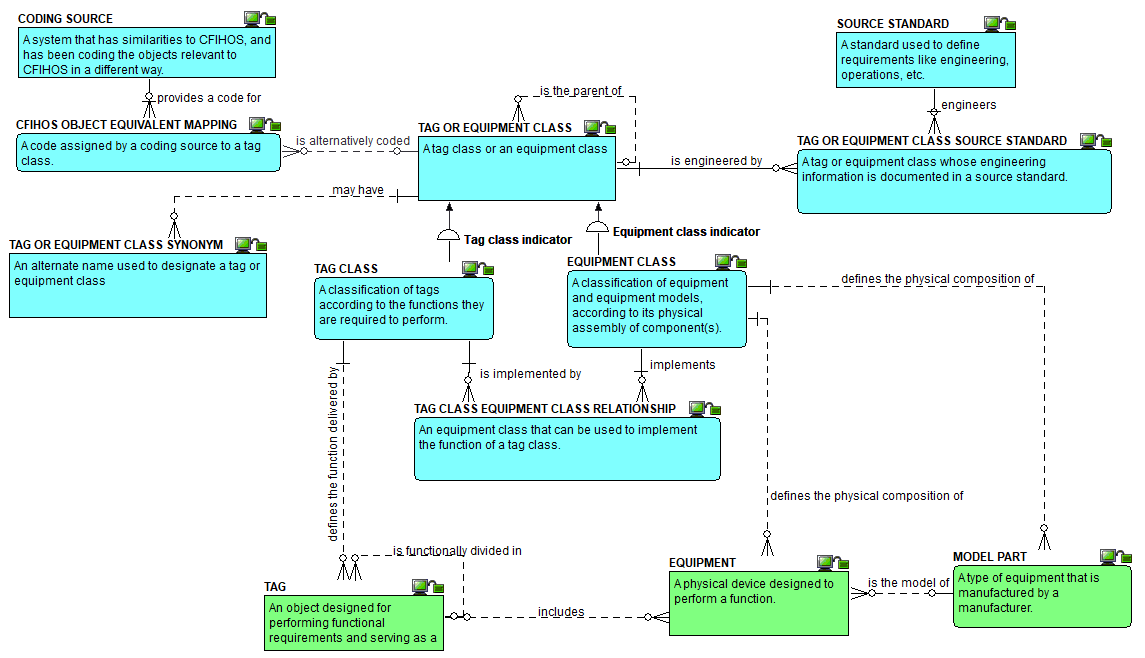 CODING SOURCE
A system that has similarities to CFIHOS, and
has been coding the objects relevant to
CFIHOS in a different way.
provides a code for
SOURCE STANDARD
A standard used to define
requirements like engineering,
operations, etc.
engineers
CFIHOS OBJECT EQUIVALENT MAPPING
A code assigned by a coding source to a tag
class.
is alternatively coded
is the parent of
TAG OR EQUIPMENT CLASS
A tag class or an equipment class
is engineered by
TAG OR EQUIPMENT CLASS SOURCE STANDARD
A tag or equipment class whose engineering
information is documented in a source standard.
may have
TAG OR EQUIPMENT CLASS SYNONYM
An alternate name used to designate a tag or
equipment class
Tag class indicator
Equipment class indicator
TAG CLASS
A classification of tags
according to the functions they
are required to perform.
EQUIPMENT CLASS
A classification of equipment
and equipment models,
according to its physical
assembly of component(s).
defines the physical composition of
is implemented by
implements
defines the function delivered by
TAG CLASS EQUIPMENT CLASS RELATIONSHIP
An equipment class that can be used to implement
the function of a tag class.
defines the physical composition of
is functionally divided in
TAG
An object designed for
performing functional
requirements and serving as a
includes
EQUIPMENT
A physical device designed to
perform a function.
is the model of
MODEL PART
A type of equipment that is
manufactured by a
manufacturer.